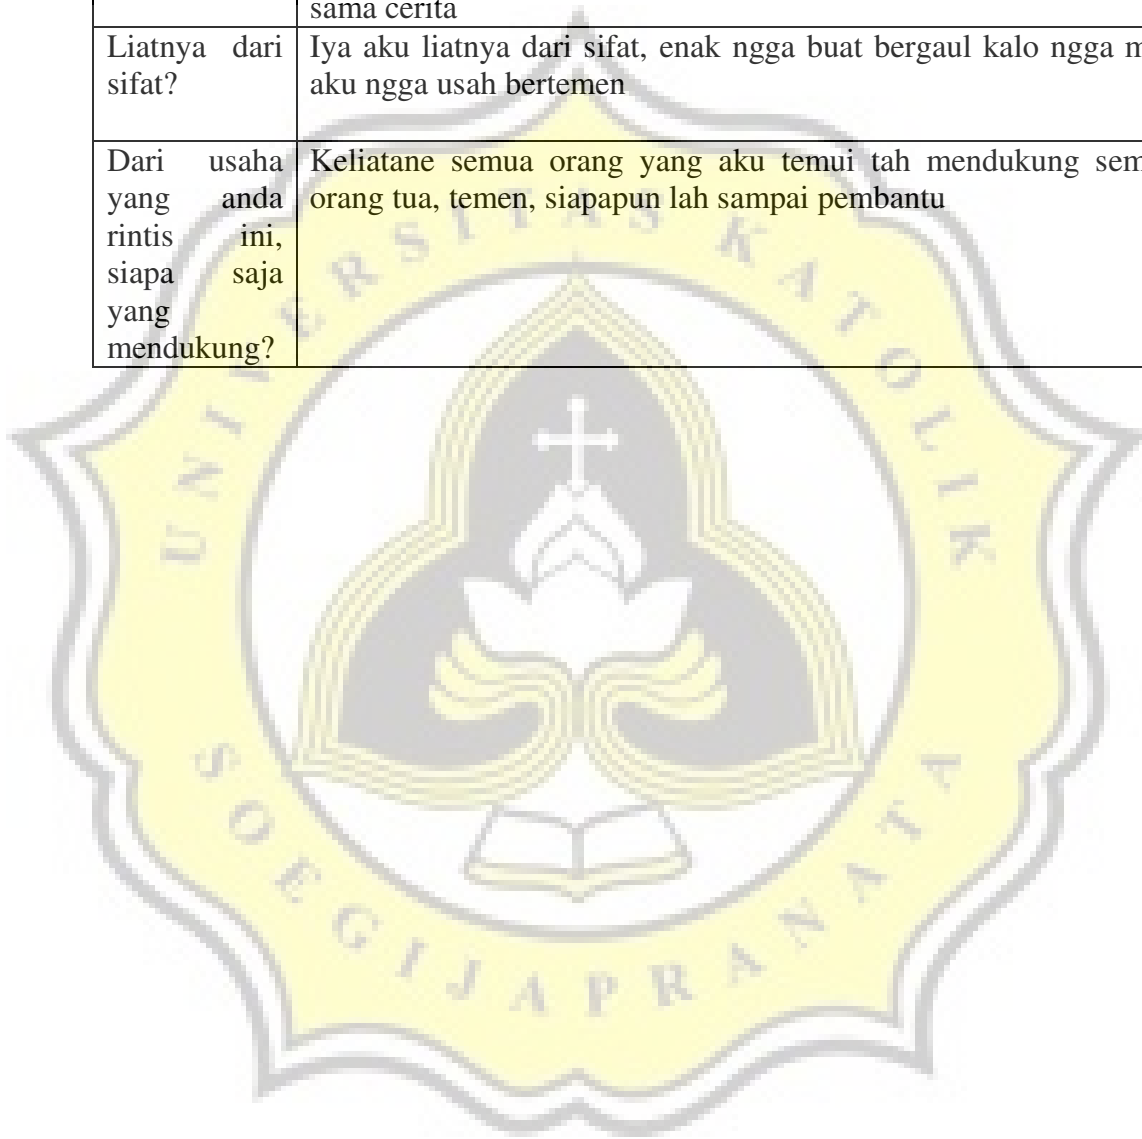 sama cerita
Liatnya dari Iya aku liatnya dari sifat, enak ngga buat bergaul kalo ngga
sifat? aku ngga usah bertemen
Dari usaha Keliatane semua orang yang aku temui tah mendukung
yang anda orang tua, temen, siapapun lah sampai pembantu
rintis ini,
siapa saja
yang
mendukung?
UNIVERSITAS KATOLIK
SOEGIJAPRANATA